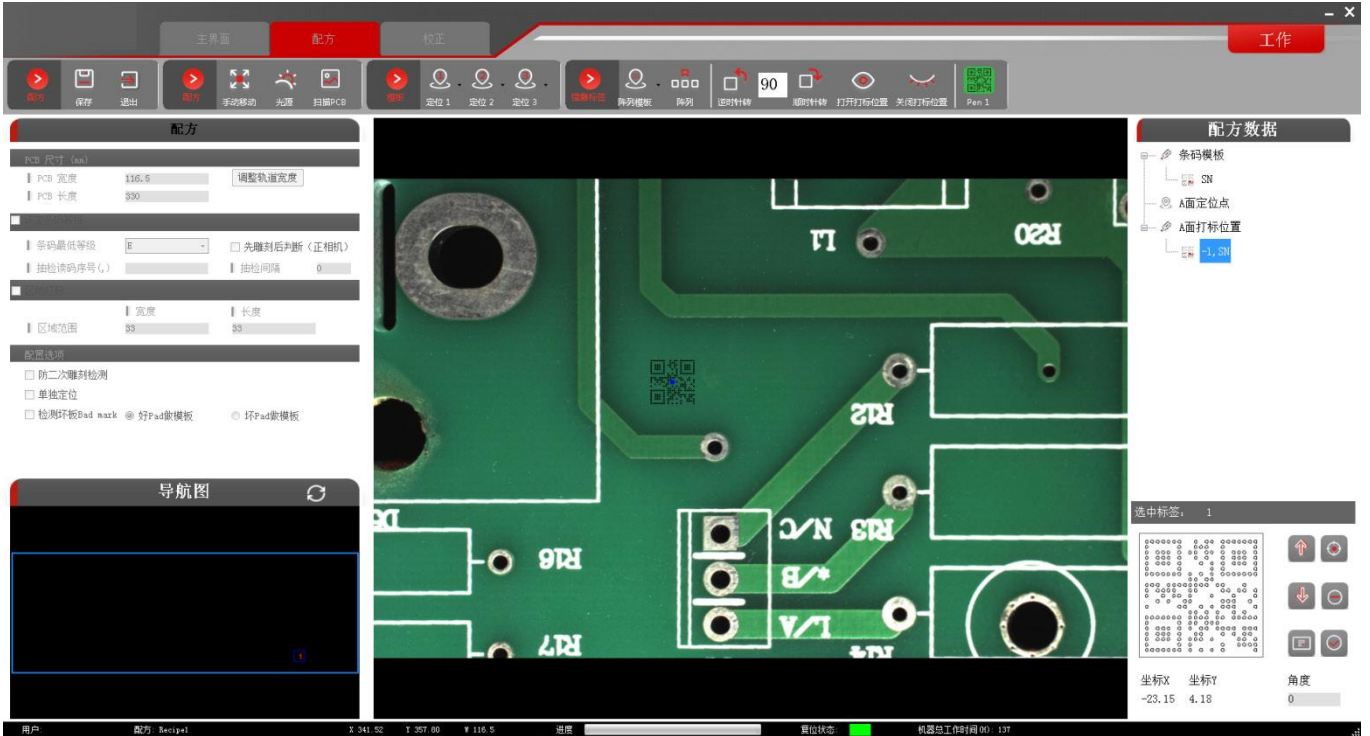 主界面
配方
校正
工作
配方
保存
退出
配方
手动移动
光源
扫描PCB
模板
定位 1
定位 2
定位 3
镭雕标签
阵列模板
阵列
逆时针转
90
顺时针转
打开打标位置
关闭打标位置
Pen 1
配方
PCB 尺寸 (mm)
PCB 宽度 116.5 调整轨道宽度
PCB 长度 330
条码最低等级 E 先雕刻后判断（正相机）
抽检读码序号(,) 抽检间隔 0
宽度 长度
区域范围 33 33
配置选项
防二次雕刻检测
单独定位
检测坏板Bad mark 好Pad做模板 坏Pad做模板
导航图
1
L1
R20
R12
N/C
R13
*/B
R16
L/A
R17
R14
配方数据
条码模板
SN
A面定位点
A面打标位置
-1,SN
选中标签: 1
坐标X 坐标Y 角度
-23.15 4.18 0
用户: 配方: Recipe1 X 341.52 Y 357.80 W 116.5 进度 复位状态: 机器总工作时间(H): 137